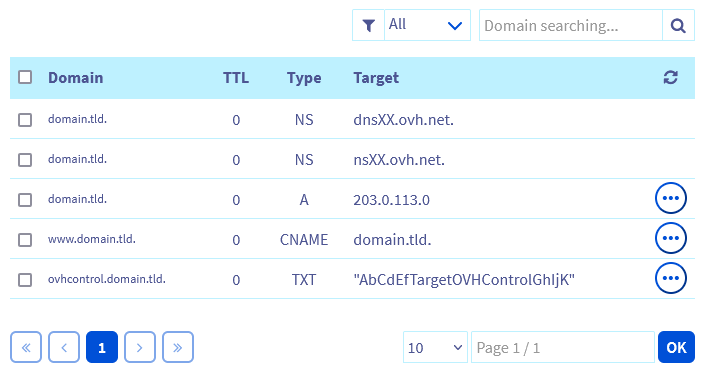 All Domain searching...
Domain TTL Type Target
domain.tld. 0 NS dnsXX.ovh.net.
domain.tld. 0 NS nsXX.ovh.net.
domain.tld. 0 A 203.0.113.0
www.domain.tld. 0 CNAME domain.tld.
ovhcontrol.domain.tld. 0 TXT "AbCdEfTargetOVHControlGhIjK"
« ‹ 1 › » 10 Page 1 / 1 OK